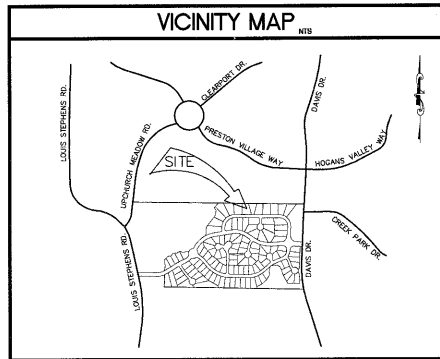 VICINITY MAP NTS
CLEARPORT DR.
DAVIS DR.
LOUIS STEPHENS RD.
UPCHURCH MEADOW RD.
PRESTON VILLAGE WAY
HOGANS VALLEY WAY
SITE
CREEK PARK DR.
LOUIS STEPHENS RD.
DAVIS DR.